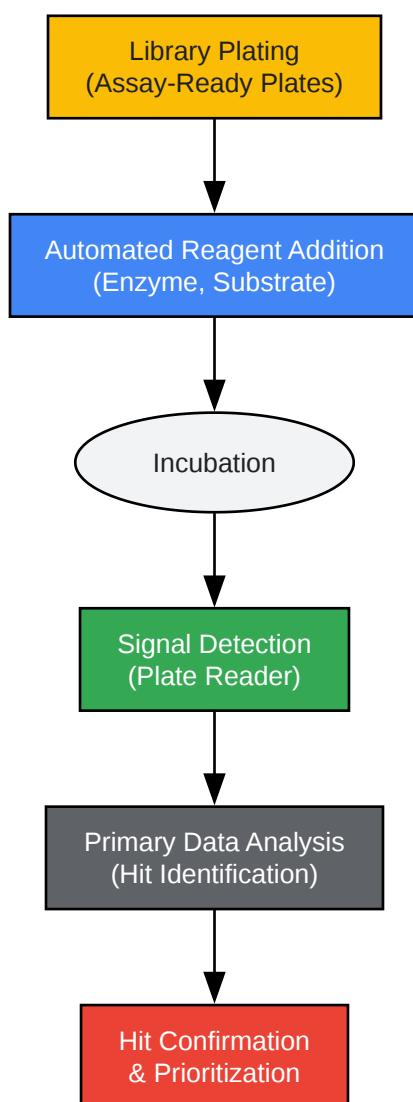 Library Plating
(Assay-Ready Plates)
Automated Reagent Addition
(Enzyme, Substrate)
Incubation
Signal Detection
(Plate Reader)
Primary Data Analysis
(Hit Identification)
Hit Confirmation
& Prioritization